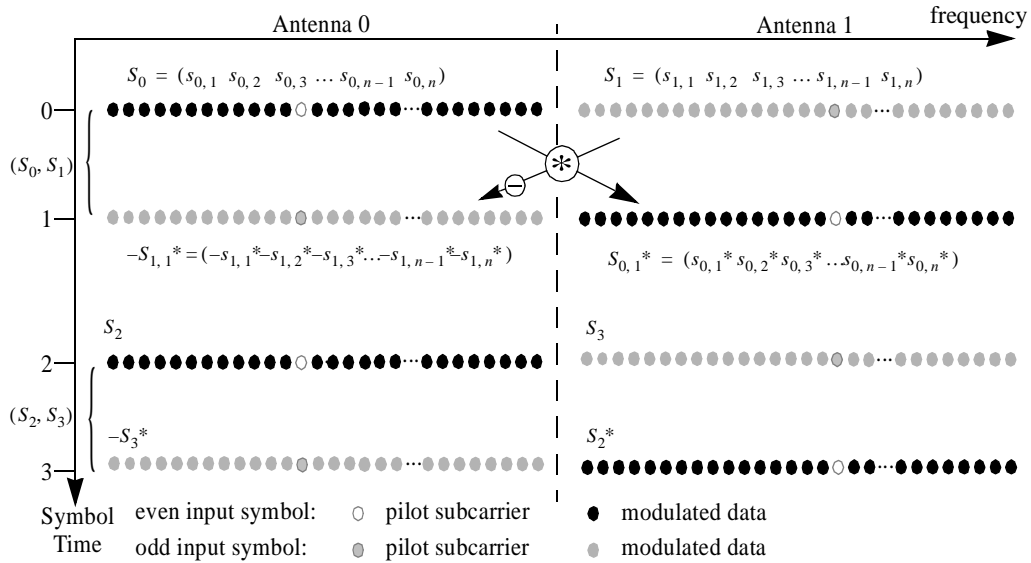 Antenna 0
Antenna 1
frequency
S0 = (s0,1 s0,2 s0,3 … s0,n−1 s0,n)
S1 = (s1,1 s1,2 s1,3 … s1,n−1 s1,n)
0
(S0, S1)
*
−
1
−S1,1* = (−s1,1*−s1,2*−s1,3*…−s1,n−1*−s1,n*)
S0,1* = (s0,1* s0,2* s0,3* …s0,n−1* s0,n*)
S2
S3
2
(S2, S3)
−S3*
S2*
3
Symbol Time
even input symbol: pilot subcarrier modulated data
odd input symbol: pilot subcarrier modulated data